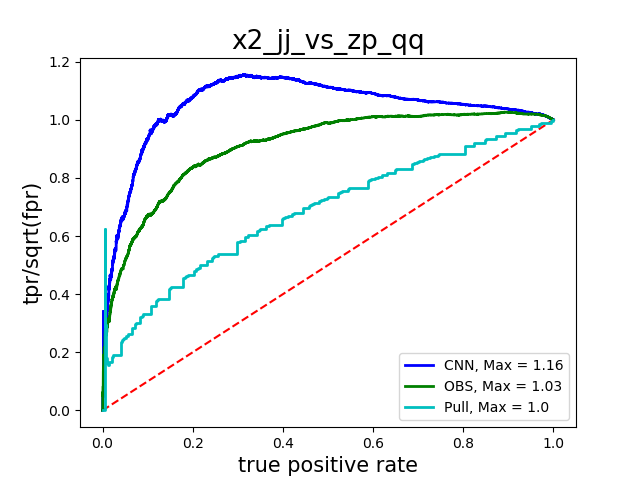 x2_jj_vs_zp_qq
1.2
1.0
0.8
0.6
0.4
0.2
0.0
tpr/sqrt(fpr)
CNN, Max = 1.16
OBS, Max = 1.03
Pull, Max = 1.0
0.0 0.2 0.4 0.6 0.8 1.0
true positive rate